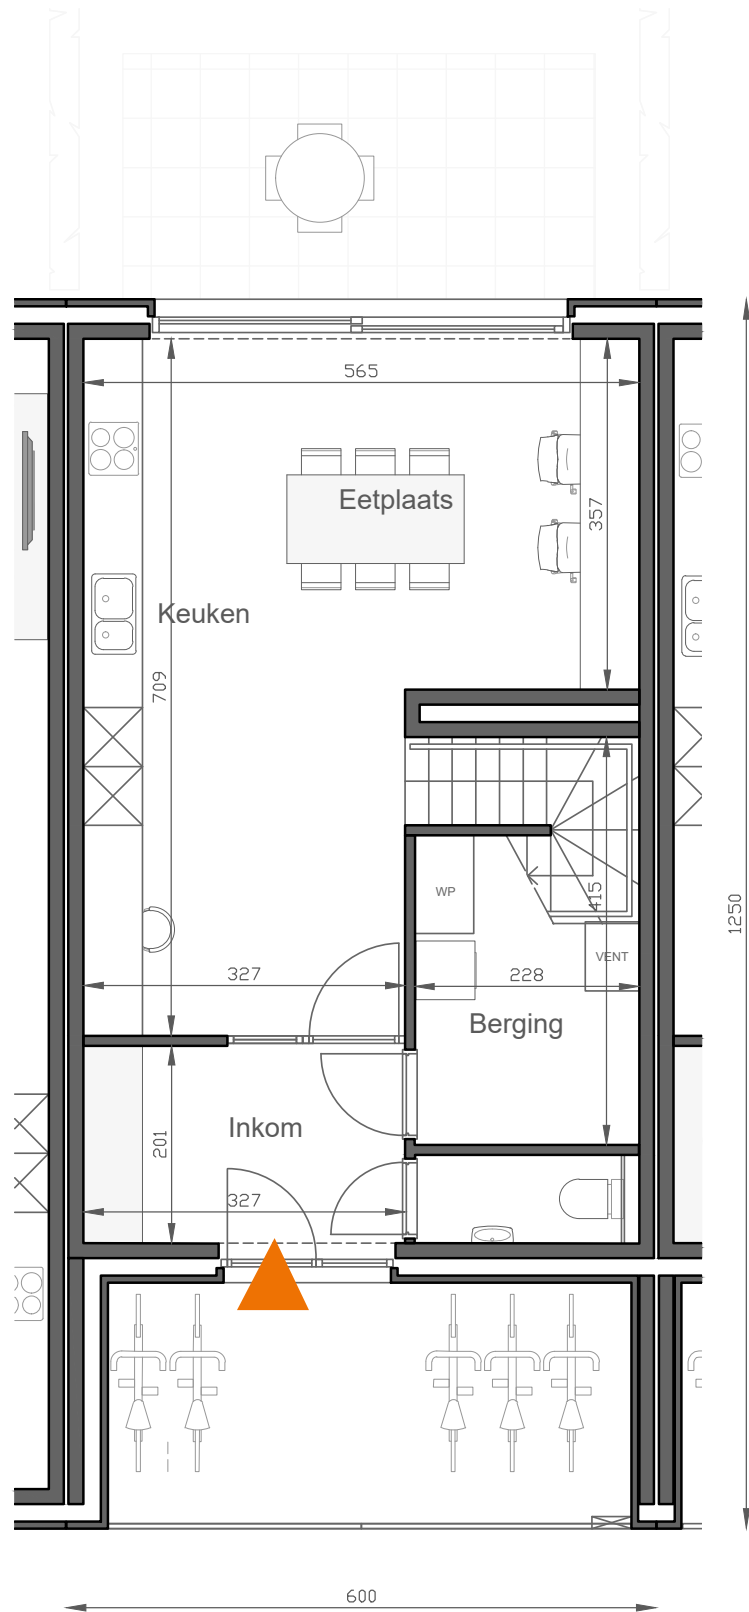 565
Eetplaats
357
Keuken
709
WP
415
1250
VENT
327
228
Berging
Inkom
201
327
600